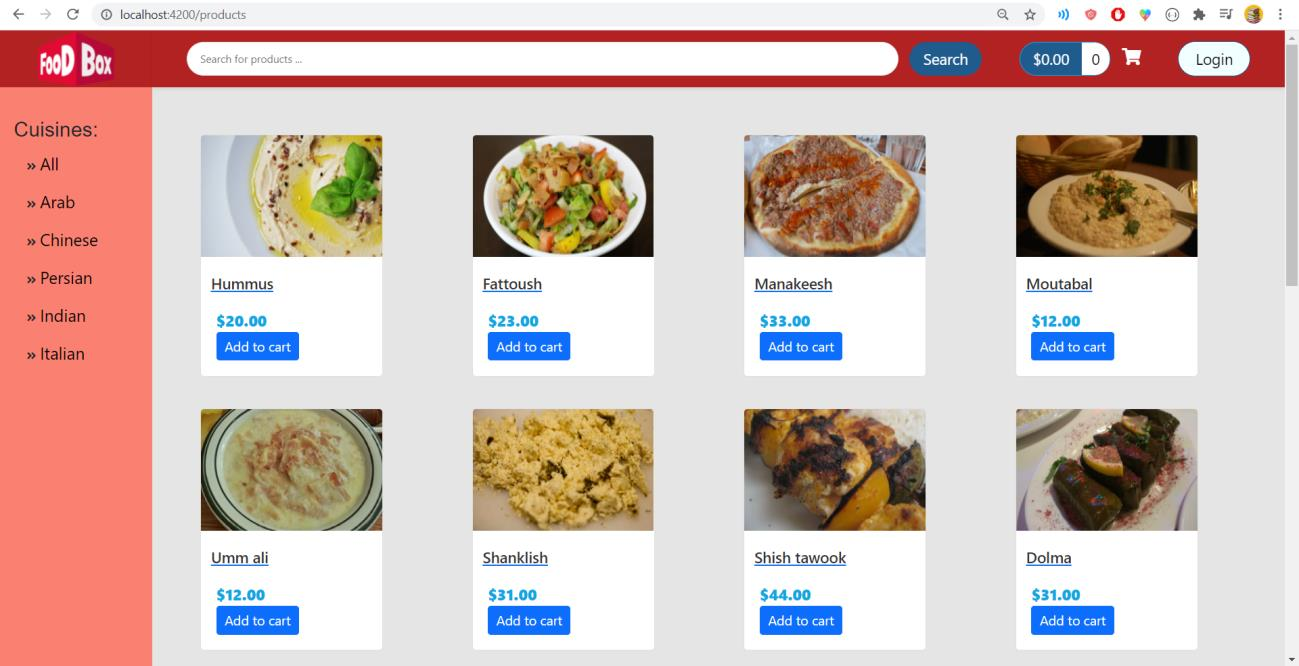 localhost:4200/products
FooD Box
Search for products ...
Search
$0.00 0
Login
Cuisines:
» All
» Arab
» Chinese
» Persian
» Indian
» Italian
Hummus
$20.00
Add to cart
Fattoush
$23.00
Add to cart
Manakeesh
$33.00
Add to cart
Moutabal
$12.00
Add to cart
Umm ali
$12.00
Add to cart
Shanklish
$31.00
Add to cart
Shish tawook
$44.00
Add to cart
Dolma
$31.00
Add to cart